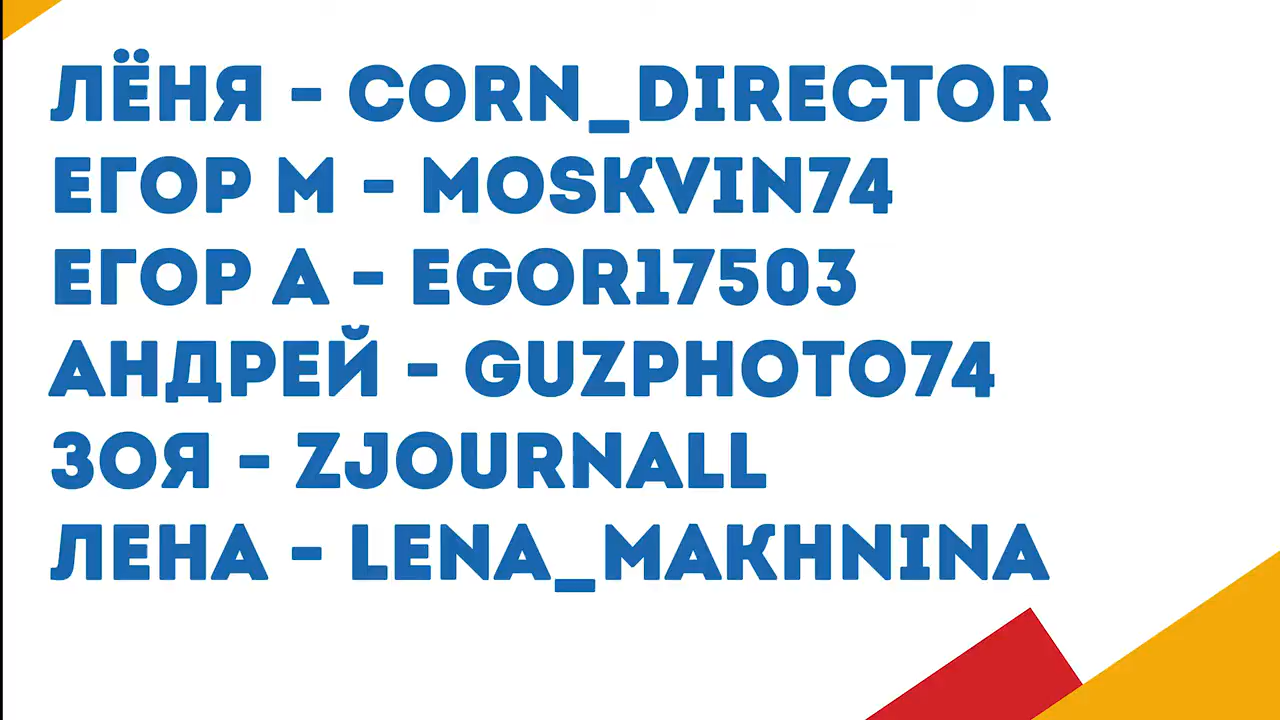 ЛЁНЯ - CORN_DIRECTOR
ЕГОР М - MOSKVIN74
ЕГОР А - EGOR17503
АНДРЕЙ - GUZPHOTO74
ЗОЯ - ZJOURNALL
ЛЕНА - LENA_MAKHNINA